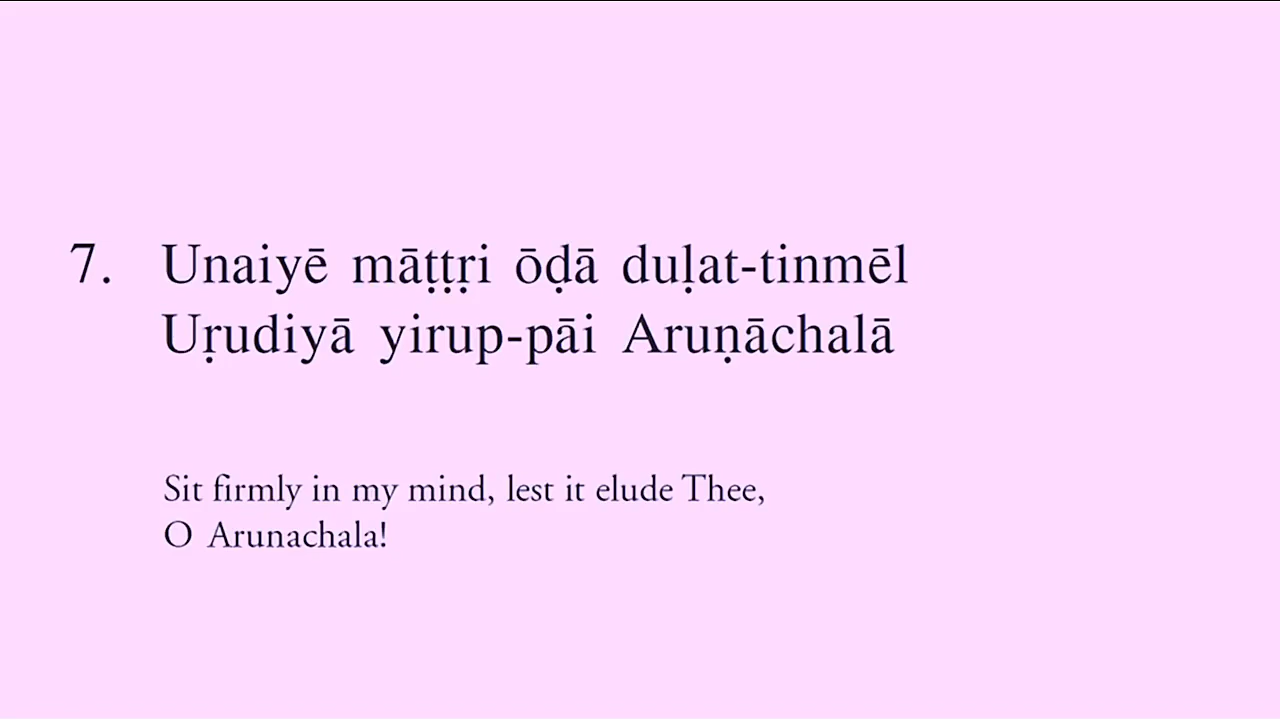 7. Unaiyē māṭṭṛi ōḍā duḷat-tinmēl
Uṛudiyā yirup-pāi Aruṇāchalā
Sit firmly in my mind, lest it elude Thee,
O Arunachala!